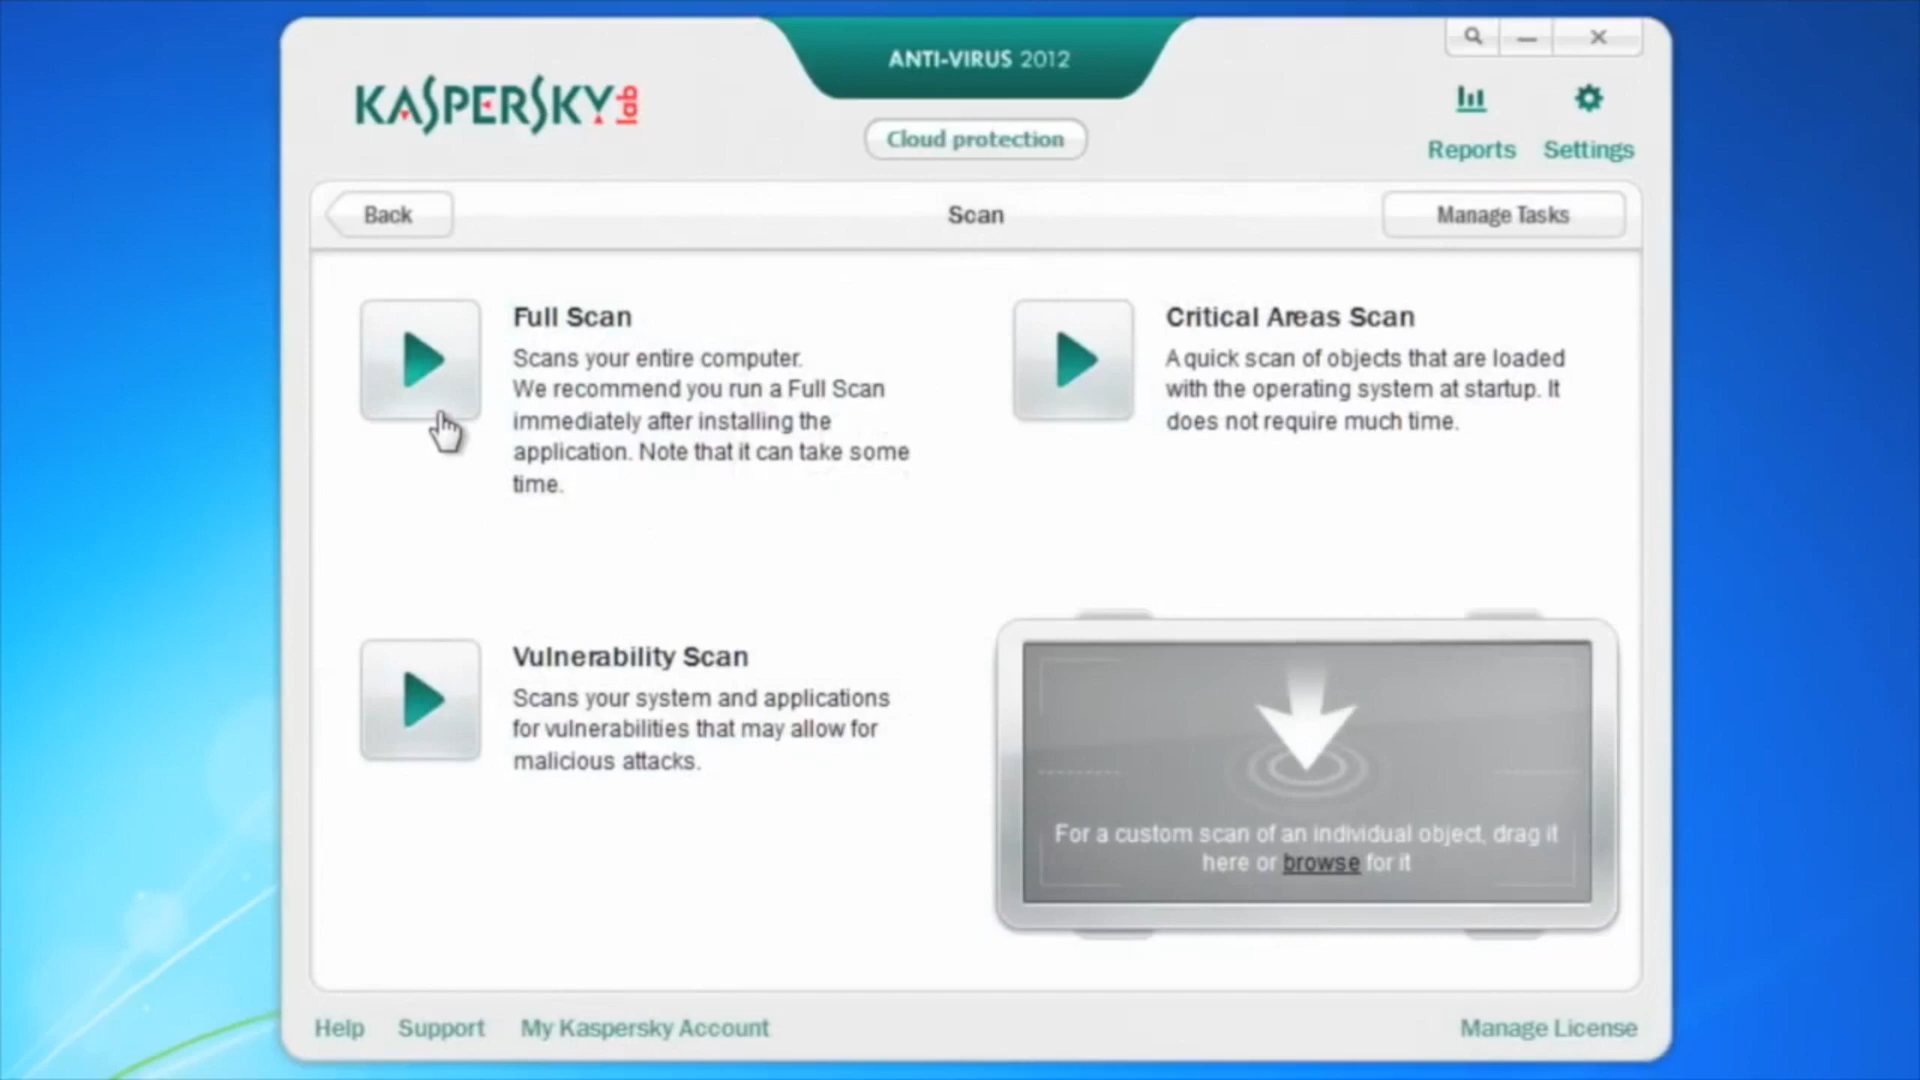 ANTI-VIRUS 2012
KASPERSKY lab
Cloud protection
Reports
Settings
Back
Scan
Manage Tasks
Full Scan
Scans your entire computer.
We recommend you run a Full Scan
immediately after installing the
application. Note that it can take some
time.
Critical Areas Scan
A quick scan of objects that are loaded
with the operating system at startup. It
does not require much time.
Vulnerability Scan
Scans your system and applications
for vulnerabilities that may allow for
malicious attacks.
For a custom scan of an individual object, drag it
here or browse for it
Help
Support
My Kaspersky Account
Manage License